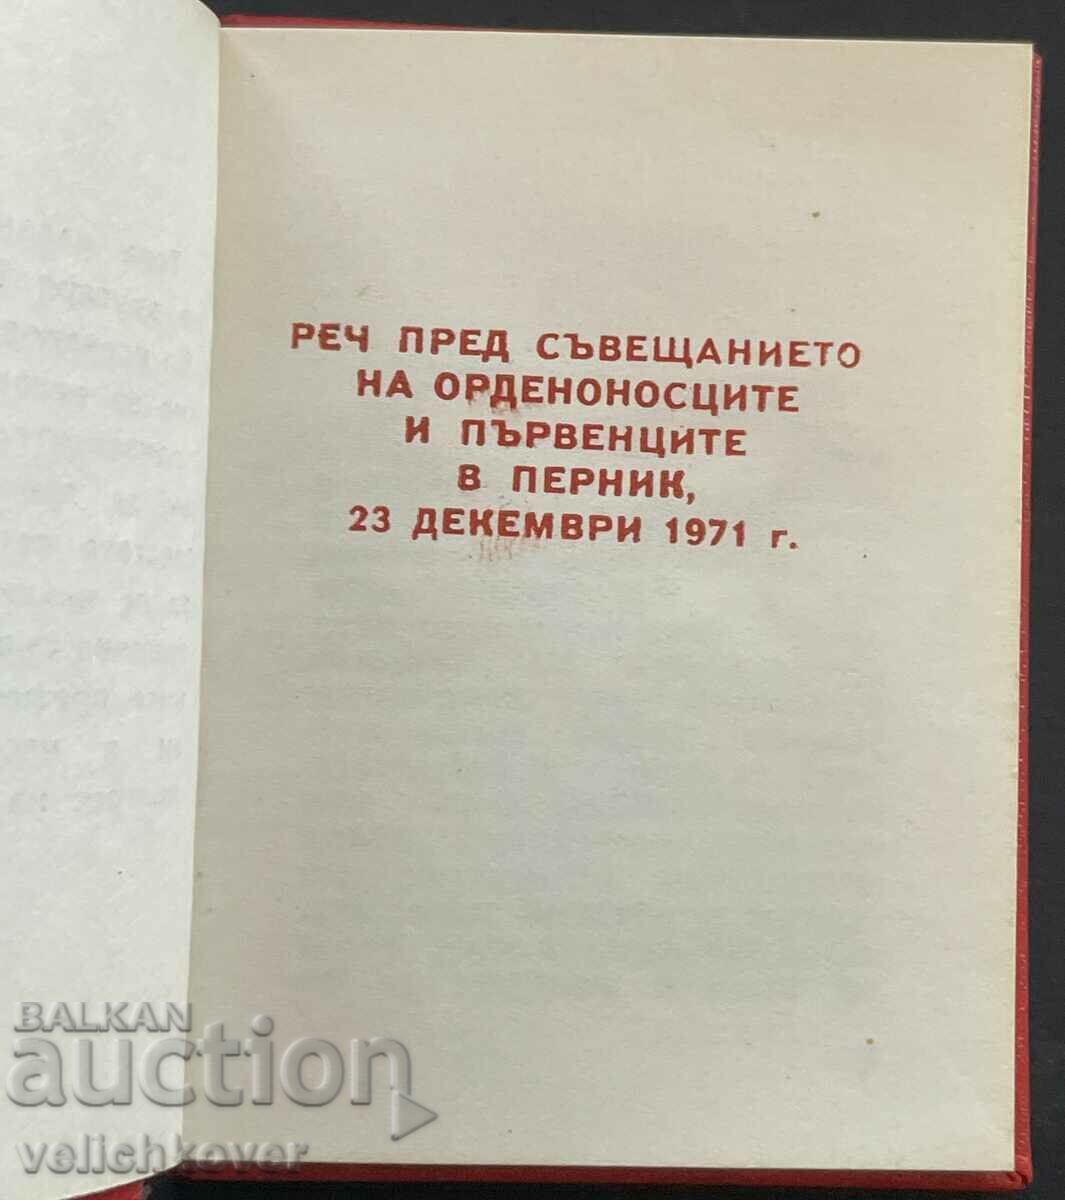 РЕЧ ПРЕД СЪВЕЩАНИЕТО
НА ОРДЕНОНОСЦИТЕ
И ПЪРВЕНЦИТЕ
В ПЕРНИК,
23 ДЕКЕМВРИ 1971 г.
BALKAN
auction
velichkover